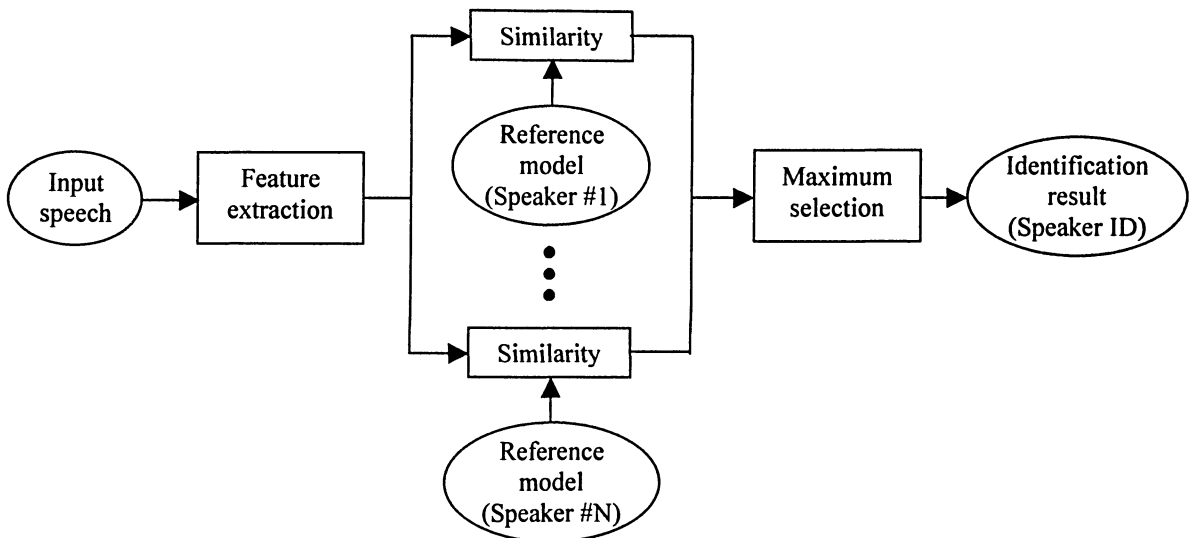 Similarity
Reference
model
(Speaker #1)
Input
speech
Feature
extraction
Maximum
selection
Identification
result
(Speaker ID)
Similarity
Reference
model
(Speaker #N)